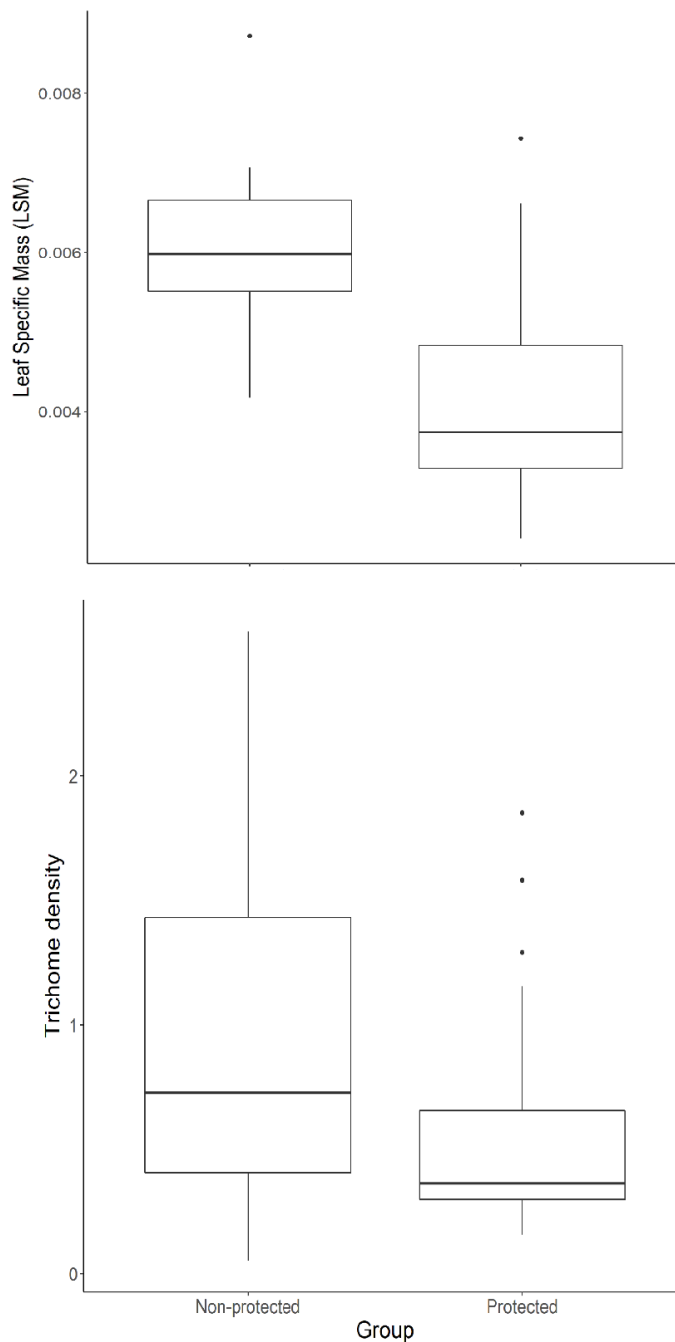 Leaf Specific Mass (LSM)
0.008
0.006
0.004
Trichome density
2
1
0
Non-protected Protected
Group